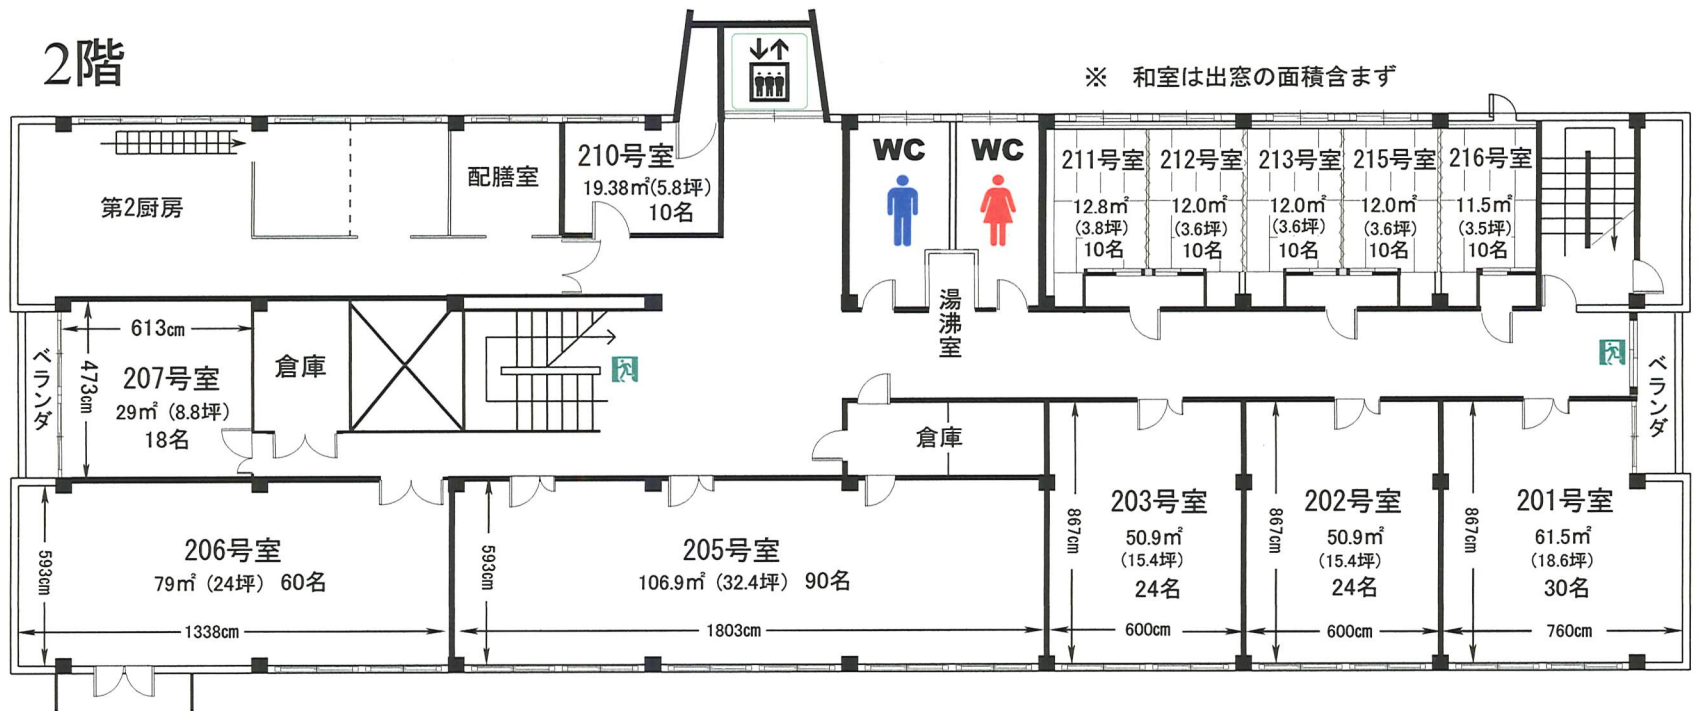 2階
※ 和室は出窓の面積含まず
第2厨房
配膳室
210号室
19.38㎡(5.8坪)
10名
WC
WC
湯沸室
211号室
12.8㎡
(3.8坪)
10名
212号室
12.0㎡
(3.6坪)
10名
213号室
12.0㎡
(3.6坪)
10名
215号室
12.0㎡
(3.6坪)
10名
216号室
11.5㎡
(3.5坪)
10名
ベランダ
613㎝
473㎝
207号室
29㎡(8.8坪)
18名
倉庫
倉庫
ベランダ
593㎝
206号室
79㎡(24坪) 60名
1338㎝
593㎝
205号室
106.9㎡(32.4坪) 90名
1803㎝
867㎝
203号室
50.9㎡
(15.4坪)
24名
600㎝
867㎝
202号室
50.9㎡
(15.4坪)
24名
600㎝
867㎝
201号室
61.5㎡
(18.6坪)
30名
760㎝